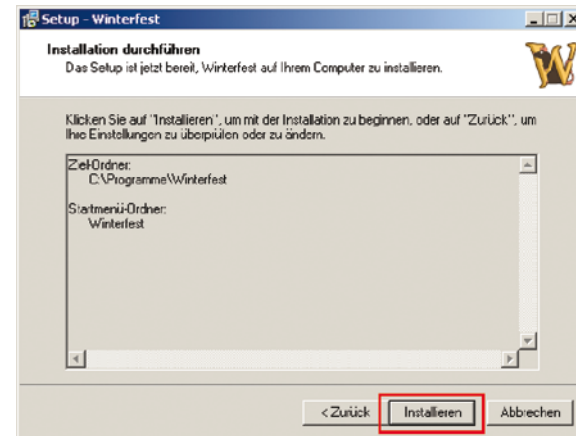 Setup - Winterfest
Installation durchführen
Das Setup ist jetzt bereit, Winterfest auf Ihrem Computer zu installieren.
W
Klicken Sie auf "Installieren", um mit der Installation zu beginnen, oder auf "Zurück", um
Ihre Einstellungen zu überprüfen oder zu ändern.
Ziel-Ordner:
C:\Programme\Winterfest
Startmenü-Ordner:
Winterfest
< Zurück
Installieren
Abbrechen